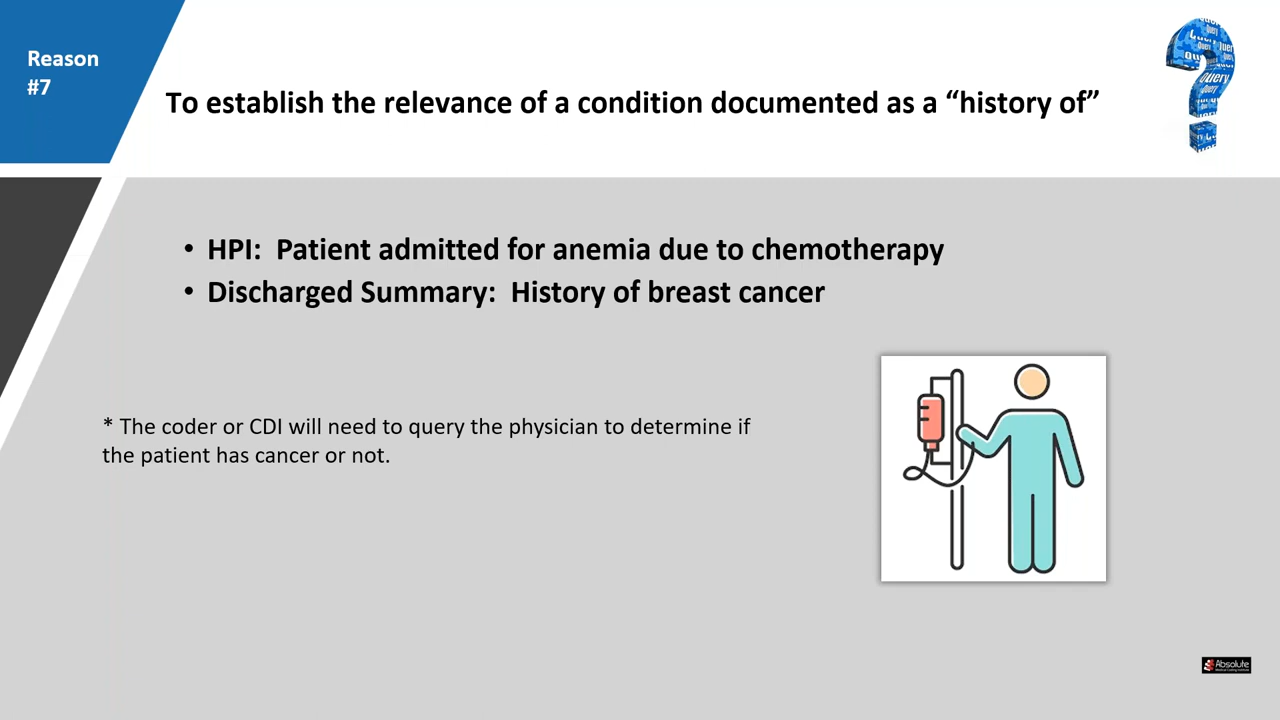 Reason
#7
To establish the relevance of a condition documented as a “history of”
• HPI: Patient admitted for anemia due to chemotherapy
• Discharged Summary: History of breast cancer
* The coder or CDI will need to query the physician to determine if
the patient has cancer or not.
Query
Query
Absolute